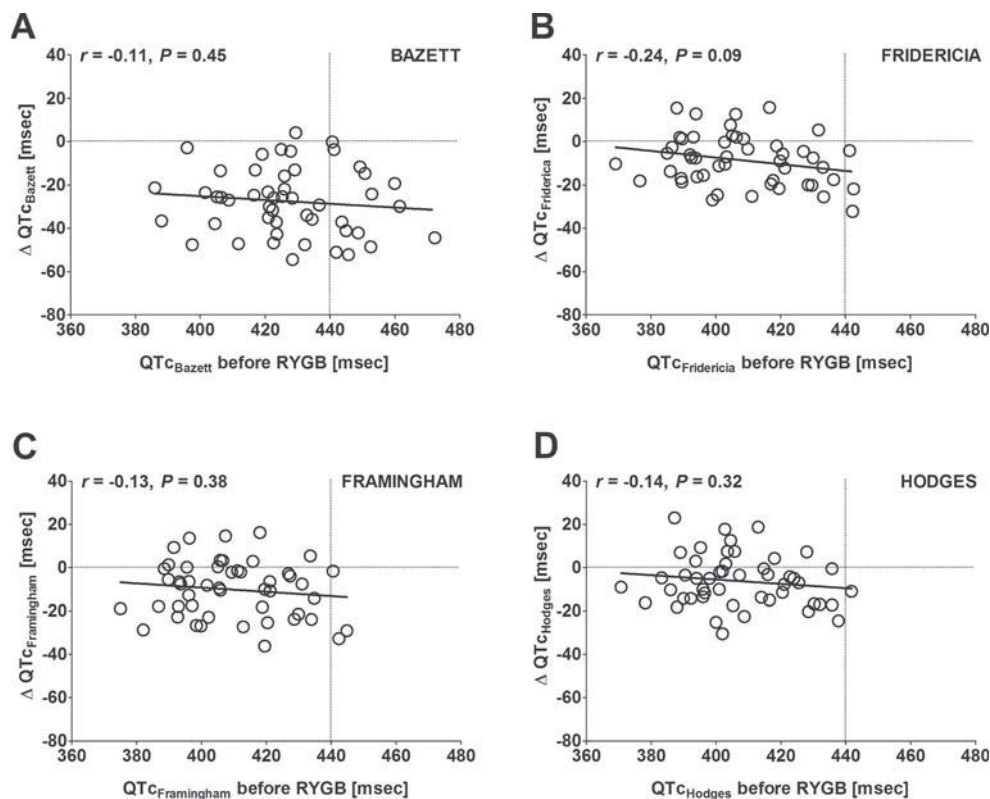 A
r = -0.11, P = 0.45 BAZETT
40
20
0
-20
-40
-60
-80
Δ QTcBazett [msec]
360 380 400 420 440 460 480
QTcBazett before RYGB [msec]
B
r = -0.24, P = 0.09 FRIDERICIA
40
20
0
-20
-40
-60
-80
Δ QTcFriderica [msec]
360 380 400 420 440 460 480
QTcFridericia before RYGB [msec]
C
r = -0.13, P = 0.38 FRAMINGHAM
40
20
0
-20
-40
-60
-80
Δ QTcFramingham [msec]
360 380 400 420 440 460 480
QTcFramingham before RYGB [msec]
D
r = -0.14, P = 0.32 HODGES
40
20
0
-20
-40
-60
-80
Δ QTcHodges [msec]
360 380 400 420 440 460 480
QTcHodges before RYGB [msec]